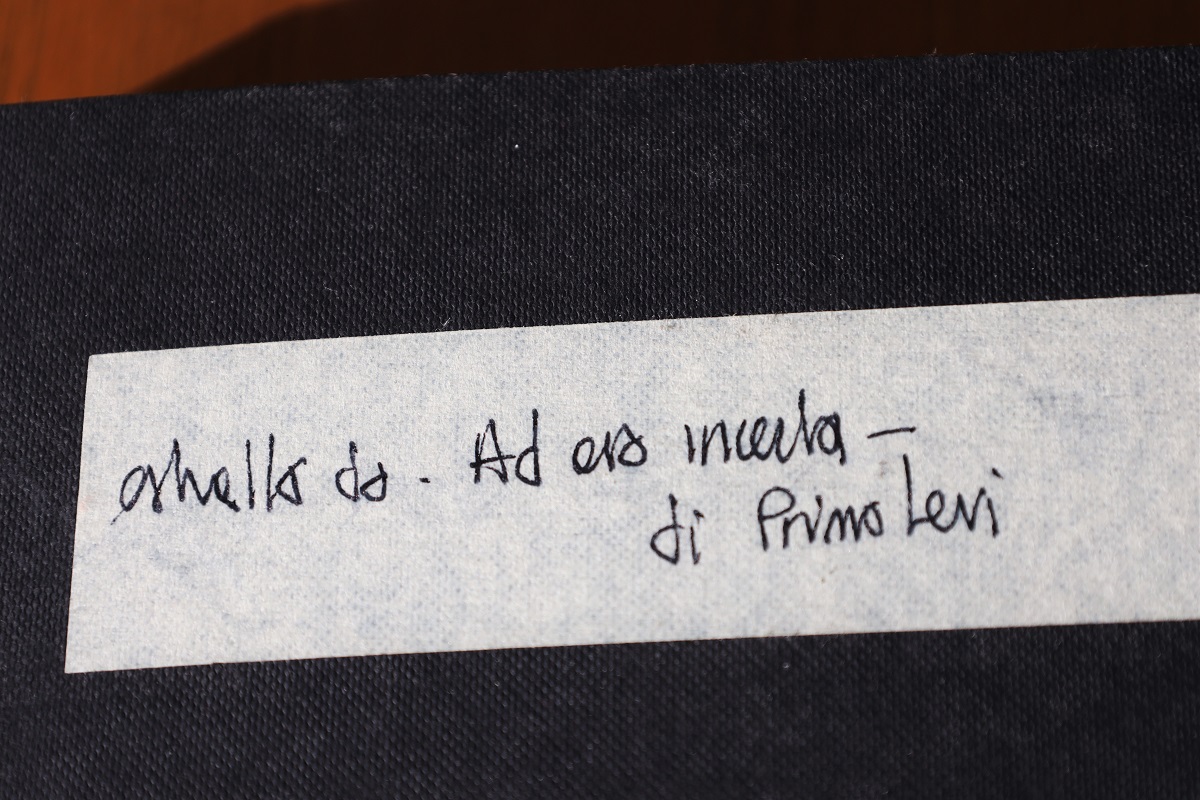 da. Ad ora incerta –
di Primo Levi